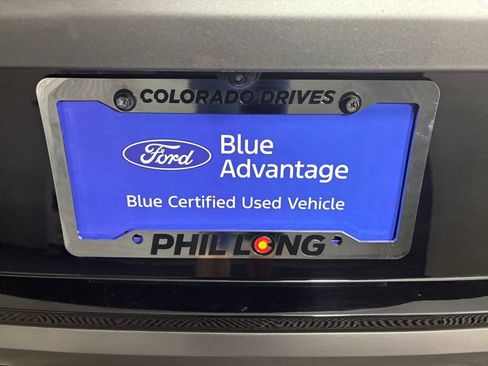 COLORADO DRIVES
Ford
Blue
Advantage
Blue Certified Used Vehicle
PHIL LONG